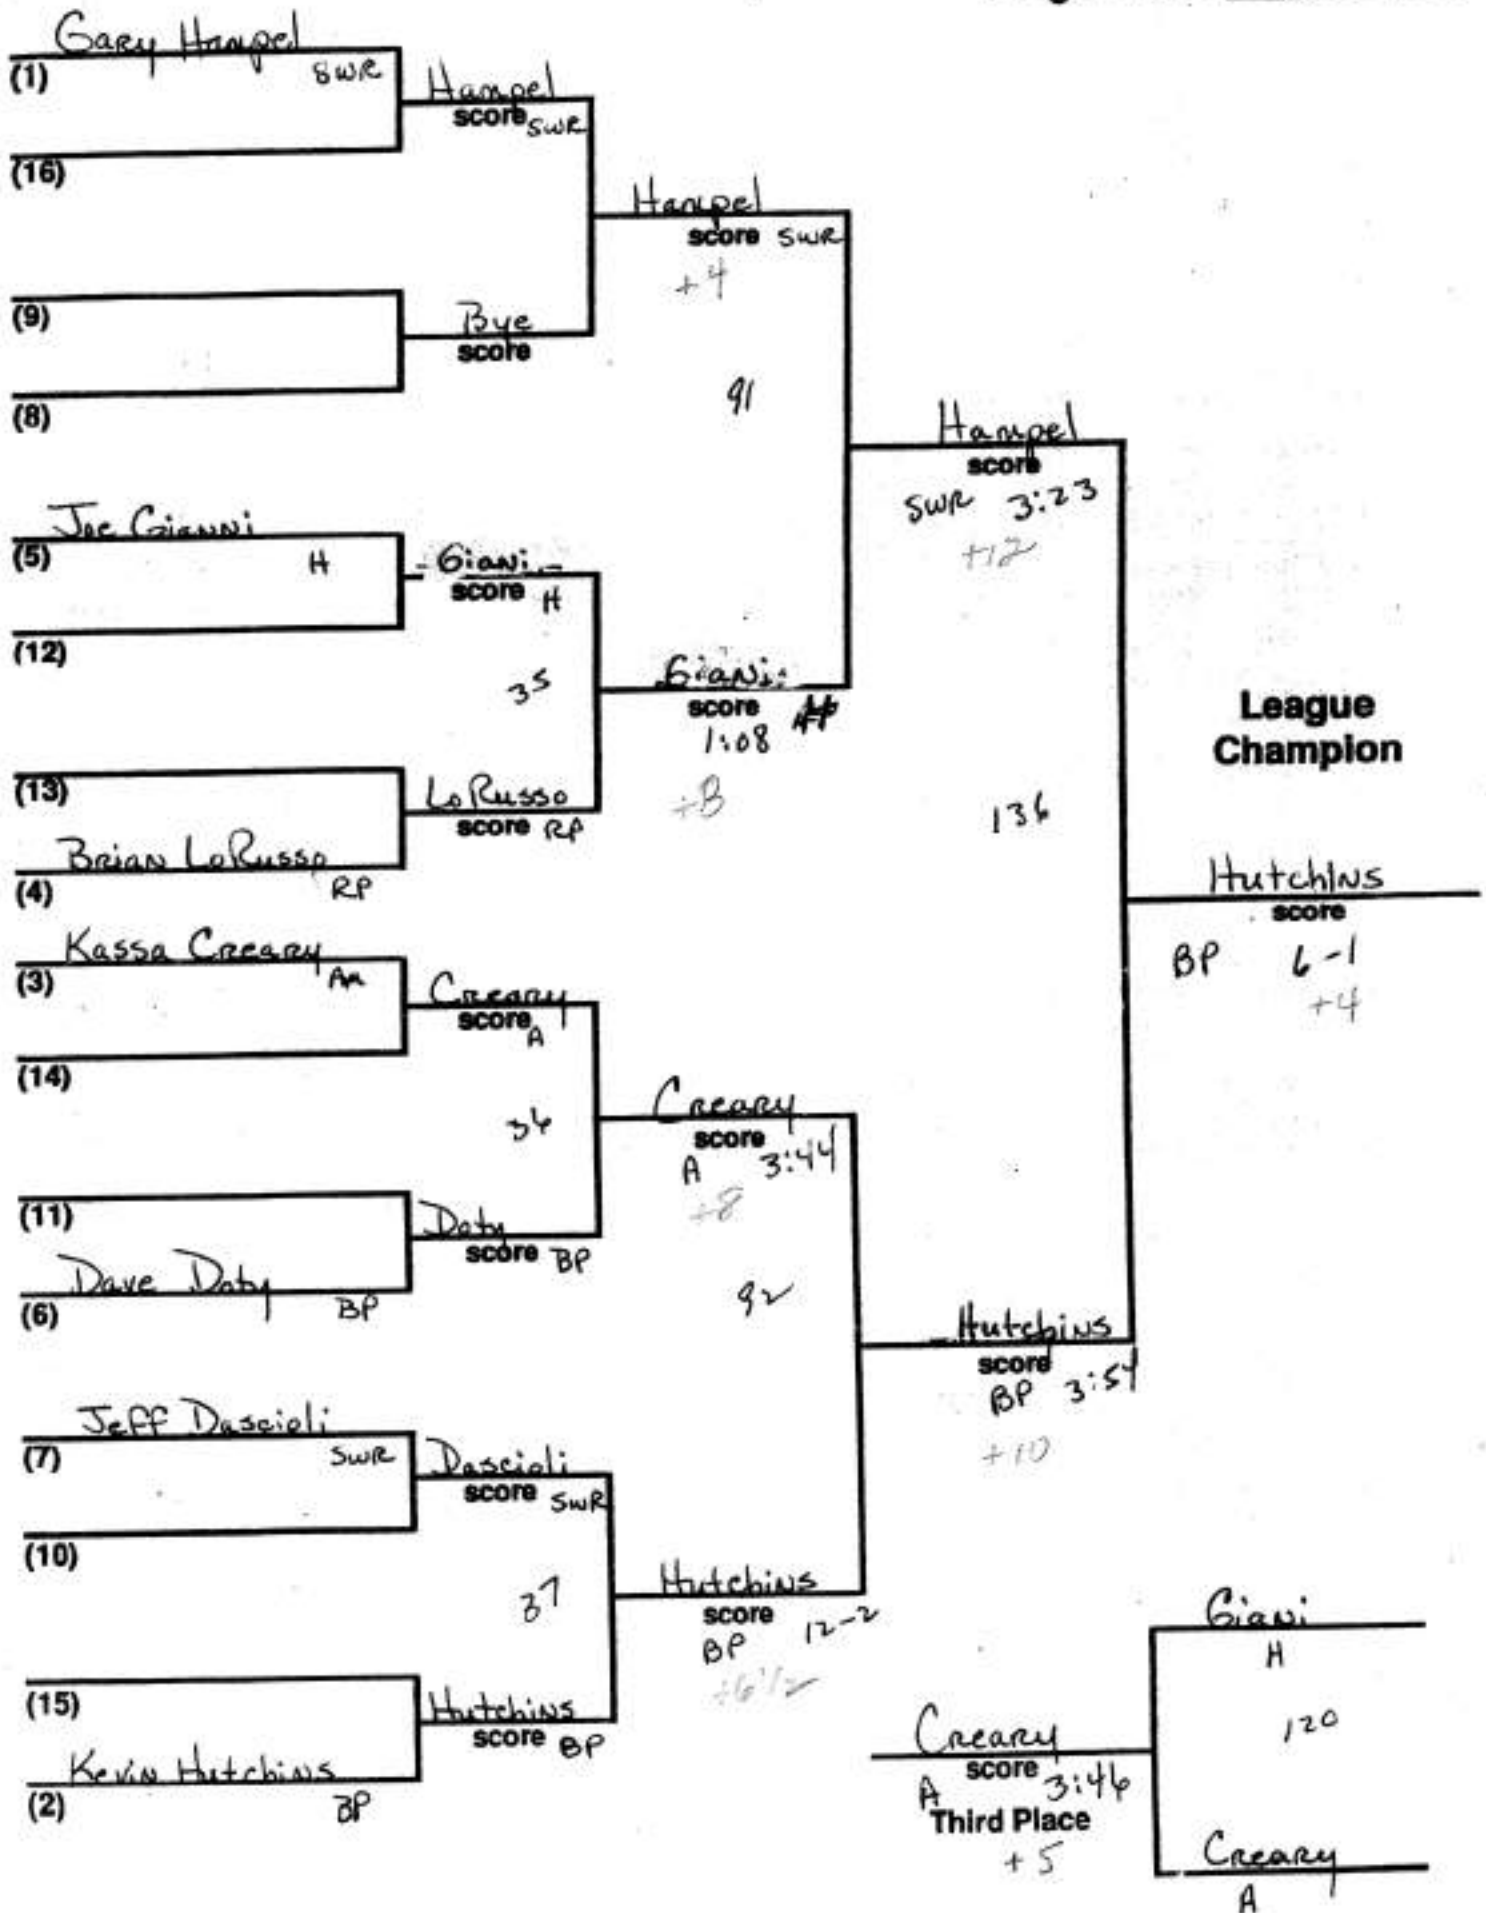 Gary Hampel
(1) SWR
Hampel
score SWR
(16)
Hampel
score SWR
+4
(9)
Bye
score
(8)
91
Hampel
score
SWR 3:23
+12
Joe Gianni
(5) H
Giani
score H
(12)
35
Giani
score H
1:08
+8
League
Champion
(13)
LoRusso
score RP
136
Brian LoRusso
(4) RP
Hutchins
score
BP 6-1
+4
Kassa Creary
(3) AA
Creary
score A
(14)
36
Creary
score
A 3:44
+8
(11)
Doty
score BP
Dave Doty
(6) BP
92
Hutchins
score
BP 3:54
+10
Jeff Dascioli
(7) SWR
Dascioli
score SWR
(10)
37
Hutchins
score
BP 12-2
+6 1/2
(15)
Hutchins
score BP
Kevin Hutchins
(2) BP
Giani
H
120
Creary
score
A 3:46
Third Place
+5
Creary
A